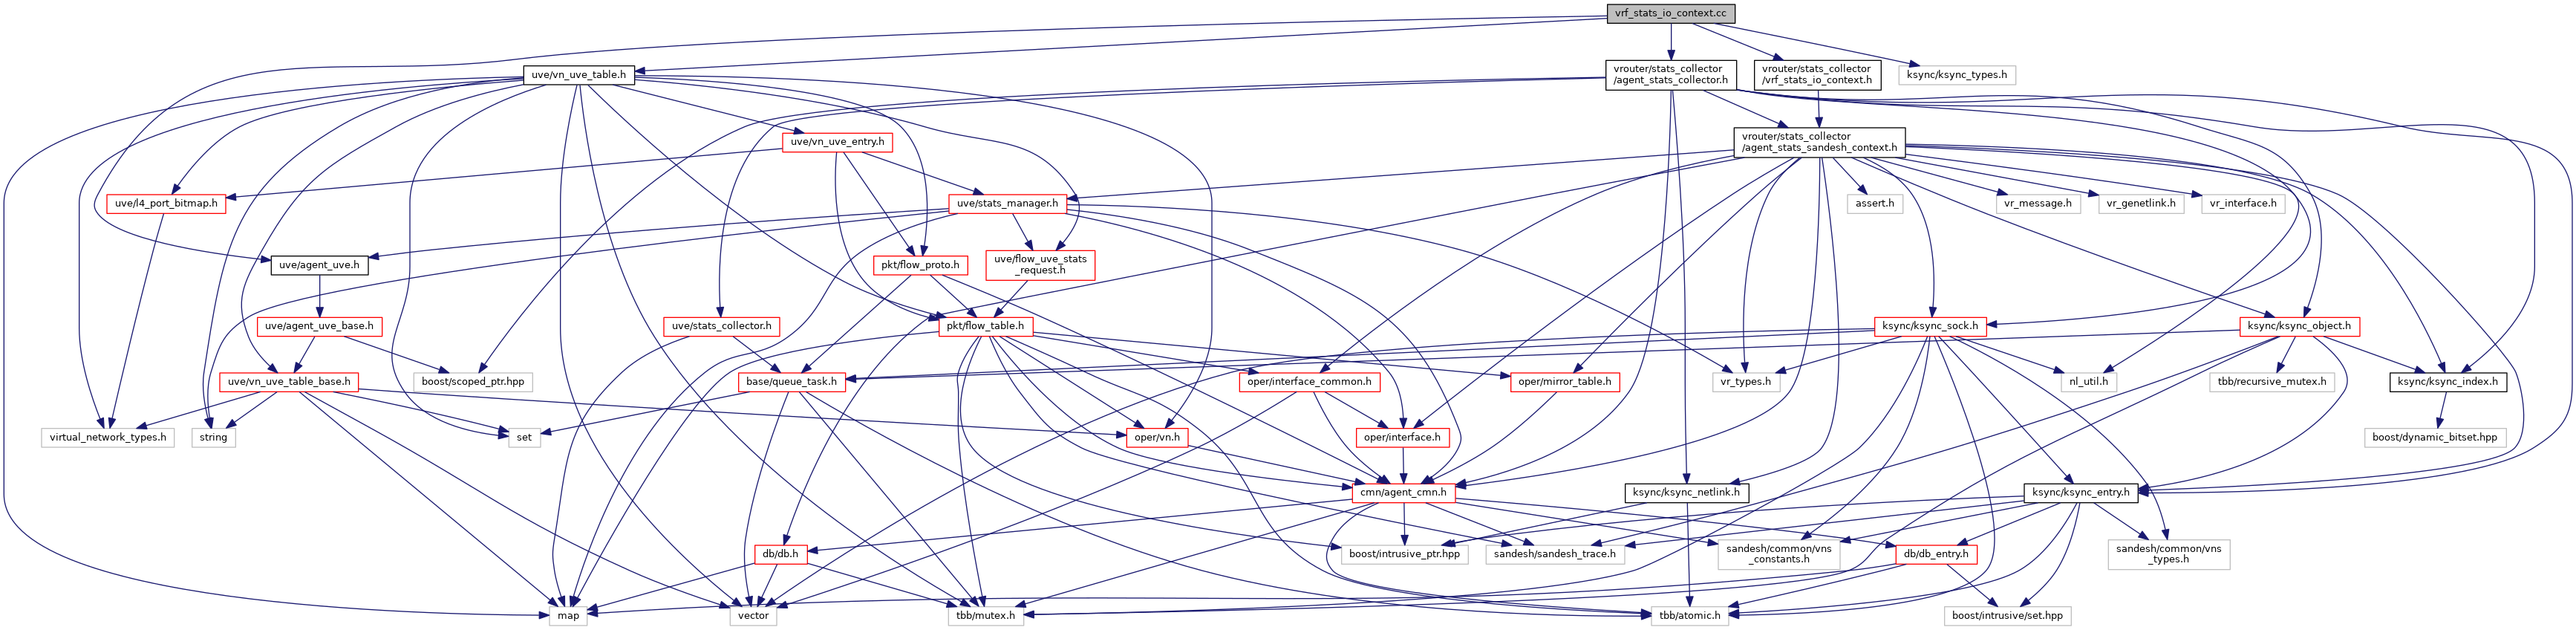 vrf_stats_io_context.cc
uve/vn_uve_table.h
vrouter/stats_collector
/agent_stats_collector.h
vrouter/stats_collector
/vrf_stats_io_context.h
ksync/ksync_types.h
uve/vn_uve_entry.h
vrouter/stats_collector
/agent_stats_sandesh_context.h
uve/l4_port_bitmap.h
uve/stats_manager.h
assert.h
vr_message.h
vr_genetlink.h
vr_interface.h
uve/agent_uve.h
pkt/flow_proto.h
uve/flow_uve_stats
_request.h
uve/agent_uve_base.h
uve/stats_collector.h
pkt/flow_table.h
ksync/ksync_sock.h
ksync/ksync_object.h
uve/vn_uve_table_base.h
boost/scoped_ptr.hpp
base/queue_task.h
oper/interface_common.h
oper/mirror_table.h
vr_types.h
nl_util.h
tbb/recursive_mutex.h
ksync/ksync_index.h
virtual_network_types.h
string
set
oper/vn.h
oper/interface.h
boost/dynamic_bitset.hpp
cmn/agent_cmn.h
ksync/ksync_netlink.h
ksync/ksync_entry.h
db/db.h
boost/intrusive_ptr.hpp
sandesh/sandesh_trace.h
sandesh/common/vns
_constants.h
db/db_entry.h
sandesh/common/vns
_types.h
map
vector
tbb/mutex.h
tbb/atomic.h
boost/intrusive/set.hpp